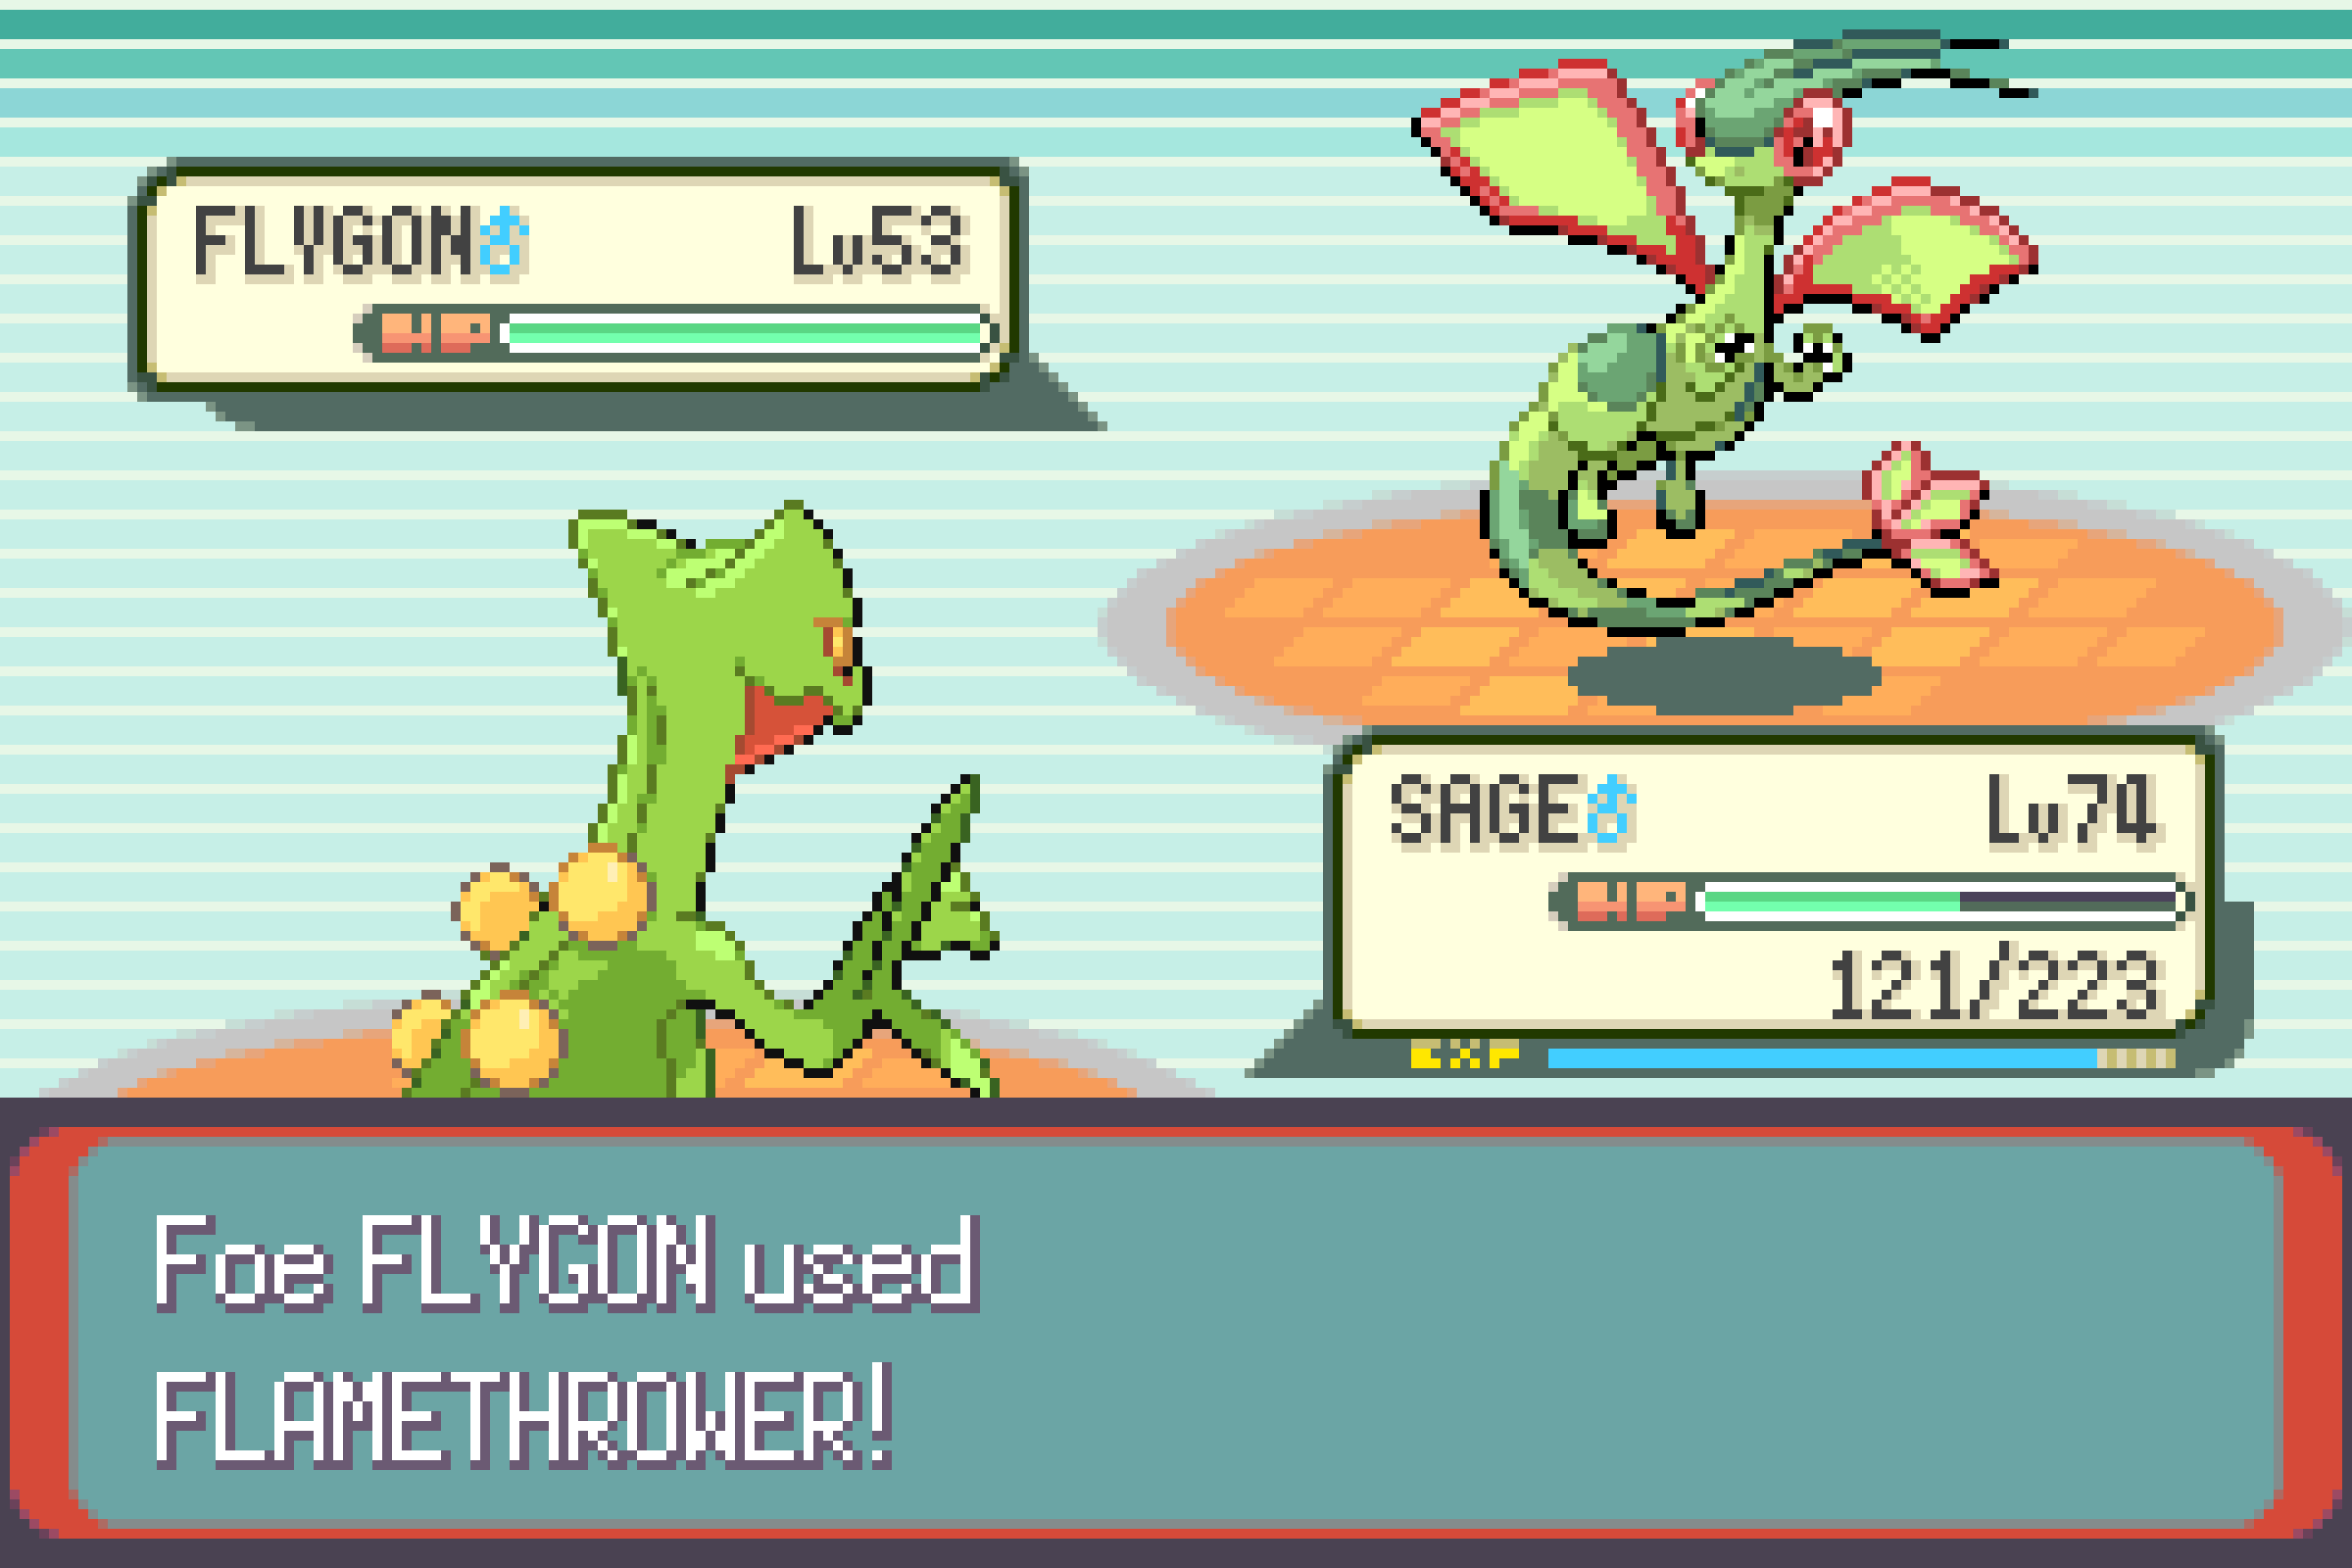 FLYGON♂ Lv53
HP
SAGE♂ Lv74
HP
121/223
EXP
Foe FLYGON used
FLAMETHROWER!